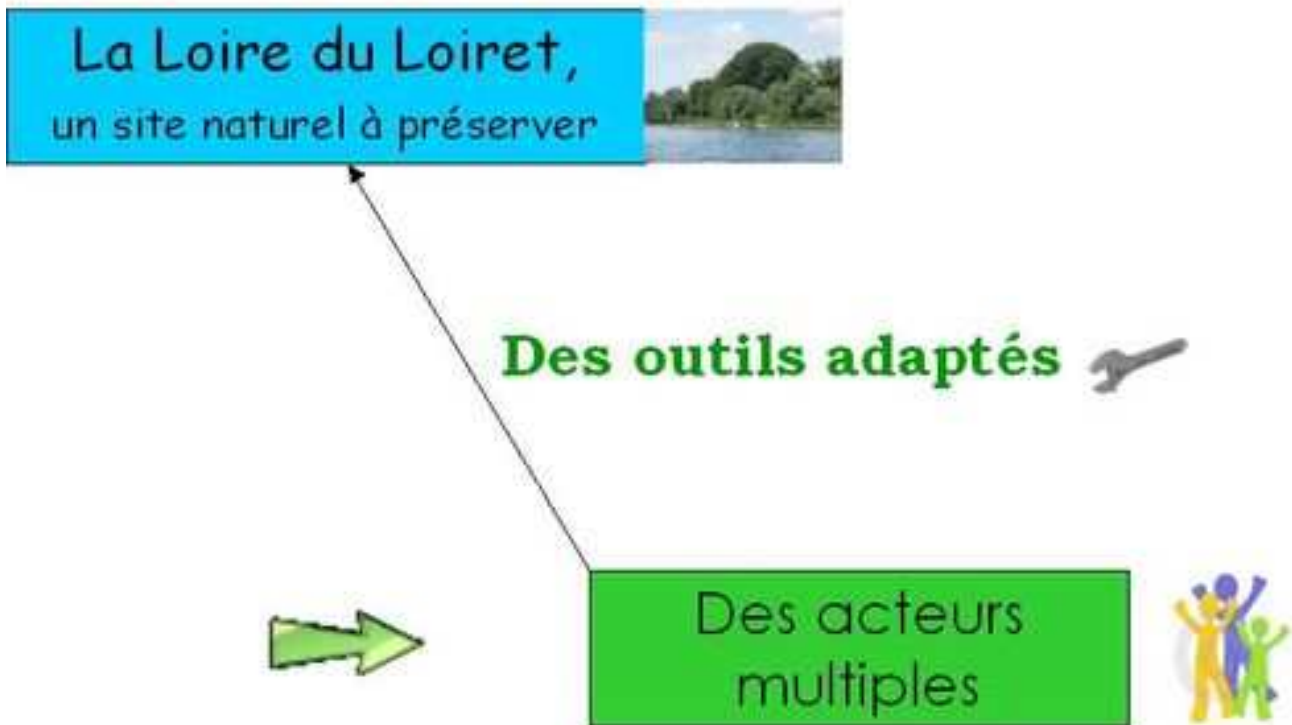 La Loire du Loiret,
un site naturel à préserver
Des outils adaptés
Des acteurs
multiples